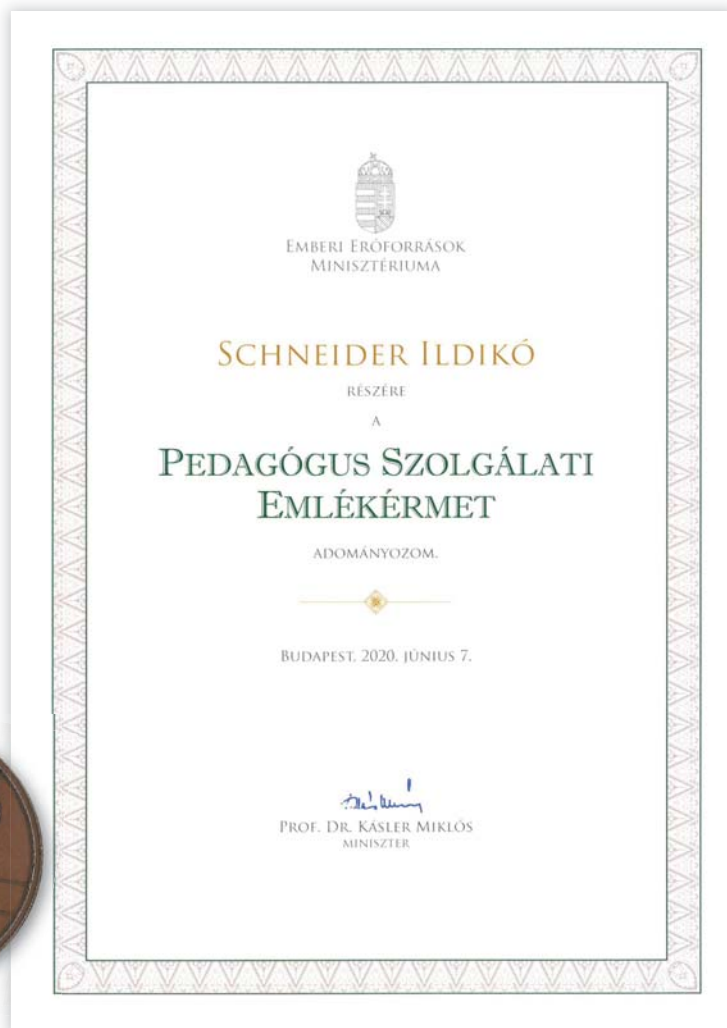 EMBERI ERŐFORRÁSOK
MINISZTÉRIUMA
SCHNEIDER ILDIKÓ
RÉSZÉRE
A
PEDAGÓGUS SZOLGÁLATI
EMLÉKÉRMET
ADOMÁNYOZOM.
BUDAPEST, 2020. JÚNIUS 7.
PROF. DR. KÁSLER MIKLÓS
MINISZTER